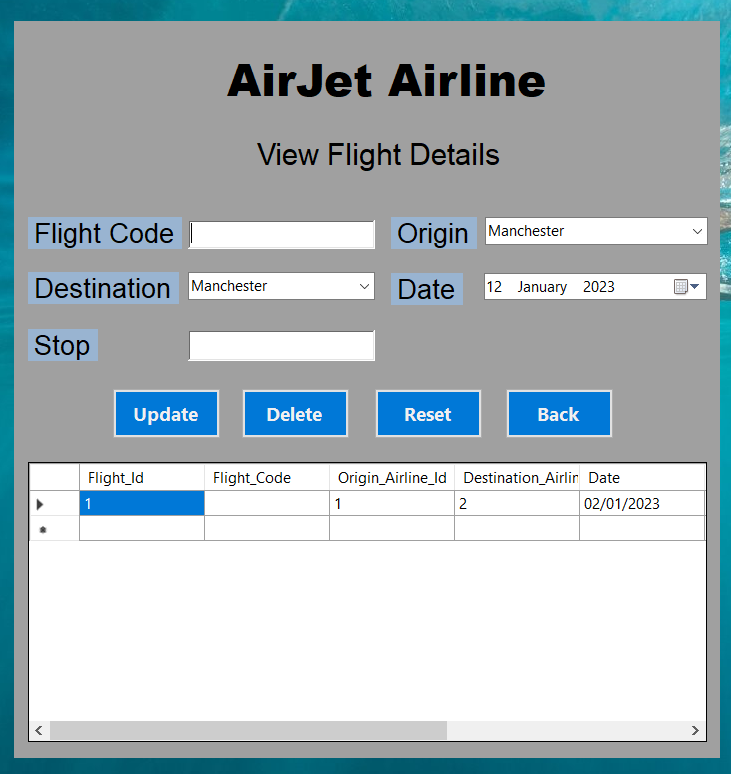 AirJet Airline
View Flight Details
Flight Code Origin Manchester
Destination Manchester Date 12 January 2023
Stop
Update Delete Reset Back
Flight_Id Flight_Code Origin_Airline_Id Destination_Airlin Date
1 1 2 02/01/2023